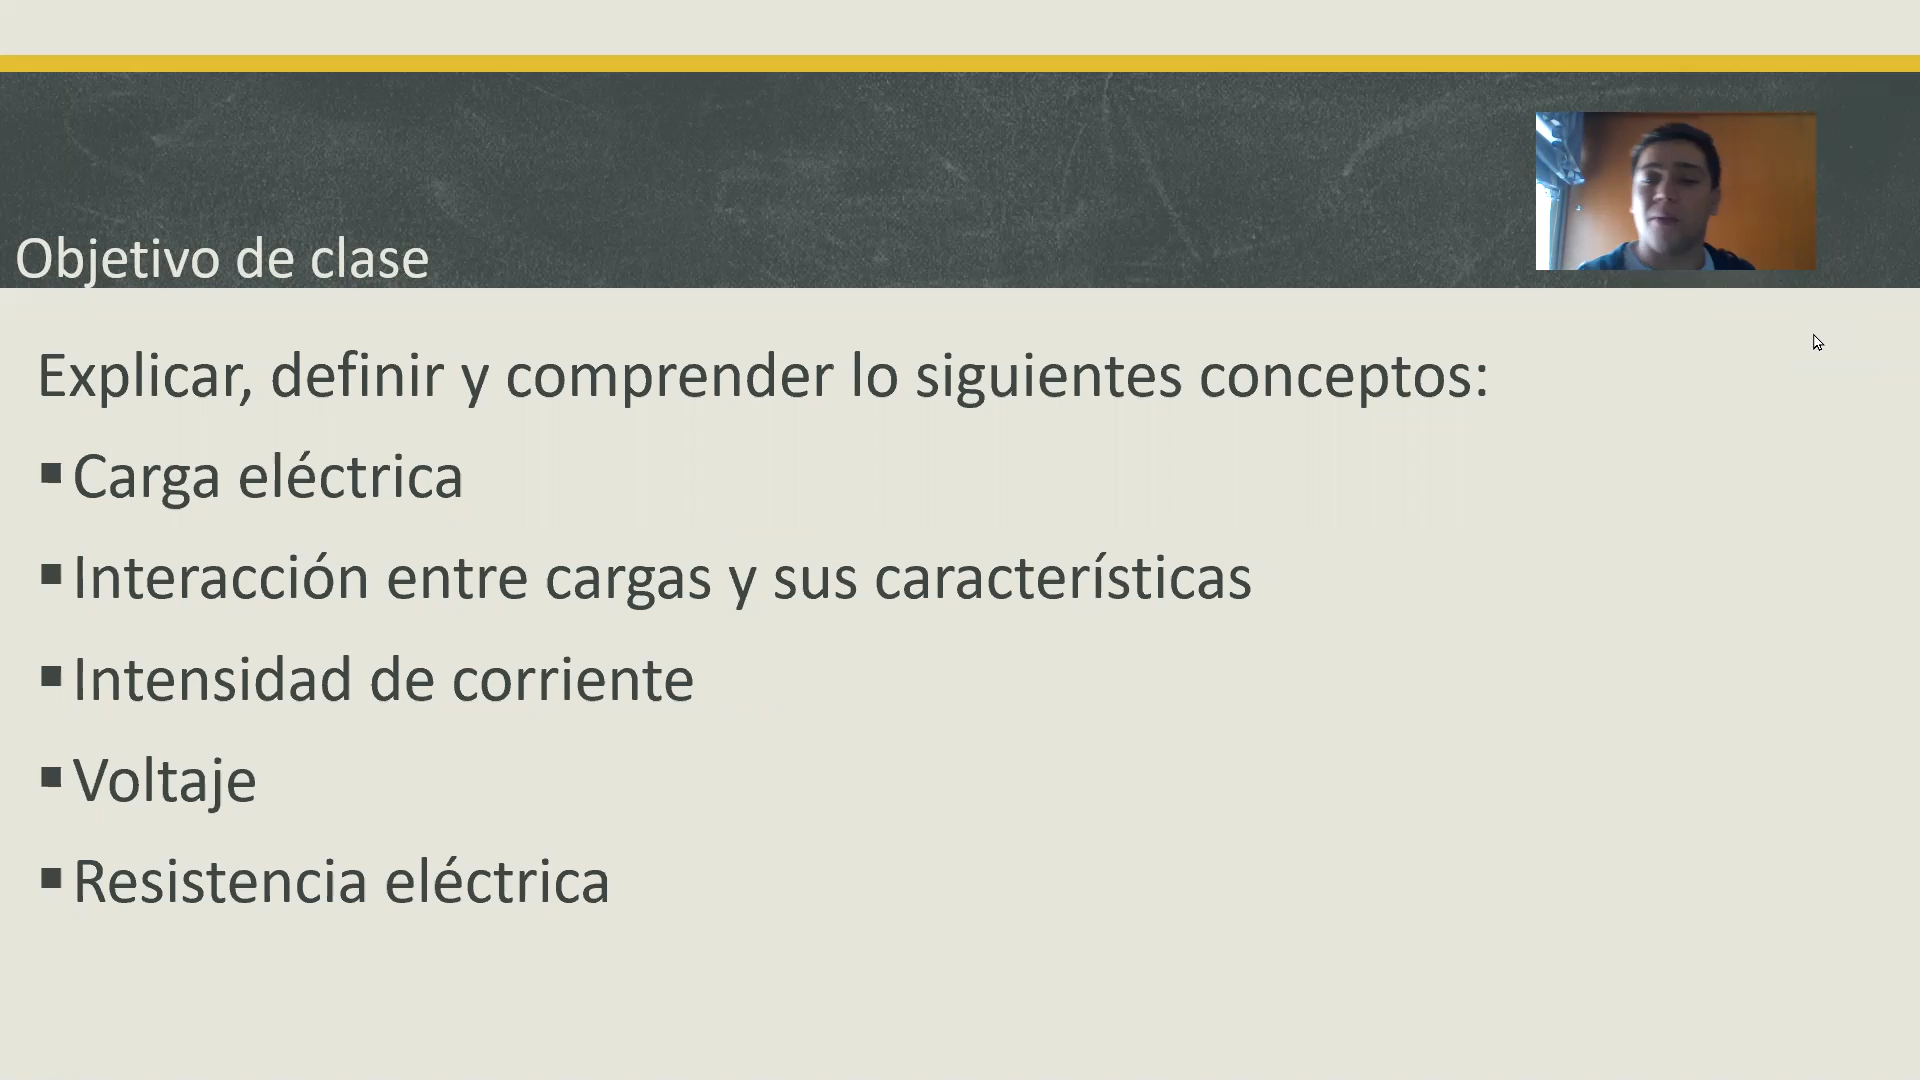 Objetivo de clase
Explicar, definir y comprender lo siguientes conceptos:
▪Carga eléctrica
▪Interacción entre cargas y sus características
▪Intensidad de corriente
▪Voltaje
▪Resistencia eléctrica